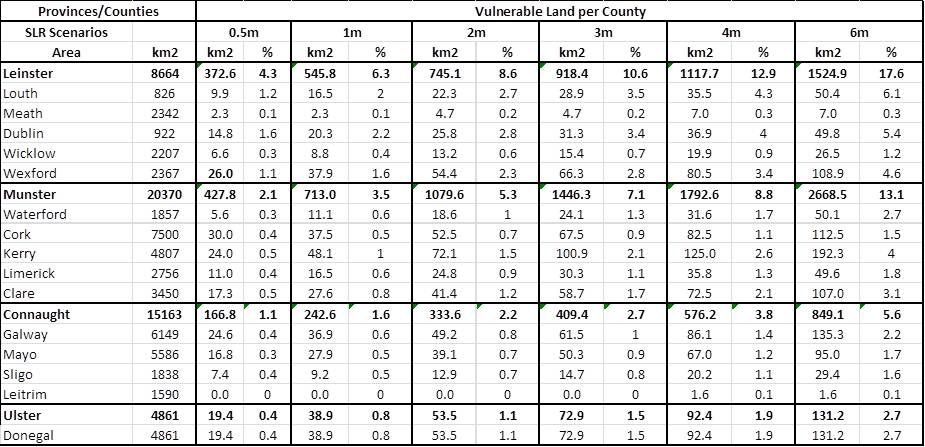 Provinces/Counties Vulnerable Land per County
SLR Scenarios 0.5m 1m 2m 3m 4m 6m
Area km2 km2 % km2 % km2 % km2 % km2 % km2 %
Leinster 8664 372.6 4.3 545.8 6.3 745.1 8.6 918.4 10.6 1117.7 12.9 1524.9 17.6
Louth 826 9.9 1.2 16.5 2 22.3 2.7 28.9 3.5 35.5 4.3 50.4 6.1
Meath 2342 2.3 0.1 2.3 0.1 4.7 0.2 4.7 0.2 7.0 0.3 7.0 0.3
Dublin 922 14.8 1.6 20.3 2.2 25.8 2.8 31.3 3.4 36.9 4 49.8 5.4
Wicklow 2207 6.6 0.3 8.8 0.4 13.2 0.6 15.4 0.7 19.9 0.9 26.5 1.2
Wexford 2367 26.0 1.1 37.9 1.6 54.4 2.3 66.3 2.8 80.5 3.4 108.9 4.6
Munster 20370 427.8 2.1 713.0 3.5 1079.6 5.3 1446.3 7.1 1792.6 8.8 2668.5 13.1
Waterford 1857 5.6 0.3 11.1 0.6 18.6 1 24.1 1.3 31.6 1.7 50.1 2.7
Cork 7500 30.0 0.4 37.5 0.5 52.5 0.7 67.5 0.9 82.5 1.1 112.5 1.5
Kerry 4807 24.0 0.5 48.1 1 72.1 1.5 100.9 2.1 125.0 2.6 192.3 4
Limerick 2756 11.0 0.4 16.5 0.6 24.8 0.9 30.3 1.1 35.8 1.3 49.6 1.8
Clare 3450 17.3 0.5 27.6 0.8 41.4 1.2 58.7 1.7 72.5 2.1 107.0 3.1
Connaught 15163 166.8 1.1 242.6 1.6 333.6 2.2 409.4 2.7 576.2 3.8 849.1 5.6
Galway 6149 24.6 0.4 36.9 0.6 49.2 0.8 61.5 1 86.1 1.4 135.3 2.2
Mayo 5586 16.8 0.3 27.9 0.5 39.1 0.7 50.3 0.9 67.0 1.2 95.0 1.7
Sligo 1838 7.4 0.4 9.2 0.5 12.9 0.7 14.7 0.8 20.2 1.1 29.4 1.6
Leitrim 1590 0.0 0 0.0 0 0.0 0 0.0 0 1.6 0.1 1.6 0.1
Ulster 4861 19.4 0.4 38.9 0.8 53.5 1.1 72.9 1.5 92.4 1.9 131.2 2.7
Donegal 4861 19.4 0.4 38.9 0.8 53.5 1.1 72.9 1.5 92.4 1.9 131.2 2.7